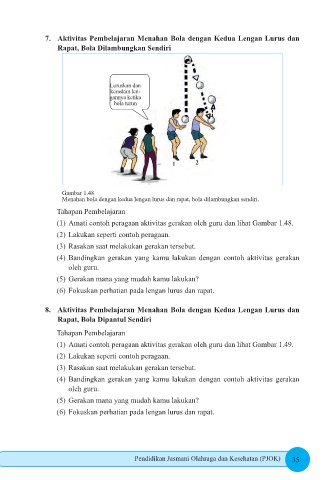 7. Aktivitas Pembelajaran Menahan Bola dengan Kedua Lengan Lurus dan
Rapat, Bola Dilambungkan Sendiri
Luruskan dan
bola turun
1
2
Gambar 1.48
Menahan bola dengan kedua lengan lurus dan rapat, bola dilambungkan sendiri.
Tahapan Pembelajaran
(1) Amati contoh peragaan aktivitas gerakan oleh guru dan lihat Gambar 1.48.
(2) Lakukan seperti contoh peragaan.
(3) Rasakan saat melakukan gerakan tersebut.
(4) Bandingkan gerakan yang kamu lakukan dengan contoh aktivitas gerakan
oleh guru.
(5) Gerakan mana yang mudah kamu lakukan?
(6) Fokuskan perhatian pada lengan lurus dan rapat.
8. Aktivitas Pembelajaran Menahan Bola dengan Kedua Lengan Lurus dan
Rapat, Bola Dipantul Sendiri
Tahapan Pembelajaran
(1) Amati contoh peragaan aktivitas gerakan oleh guru dan lihat Gambar 1.49.
(2) Lakukan seperti contoh peragaan.
(3) Rasakan saat melakukan gerakan tersebut.
(4) Bandingkan gerakan yang kamu lakukan dengan contoh aktivitas gerakan
oleh guru.
(5) Gerakan mana yang mudah kamu lakukan?
(6) Fokuskan perhatian pada lengan lurus dan rapat.
Pendidikan Jasmani Olahraga dan Kesehatan (PJOK) 35